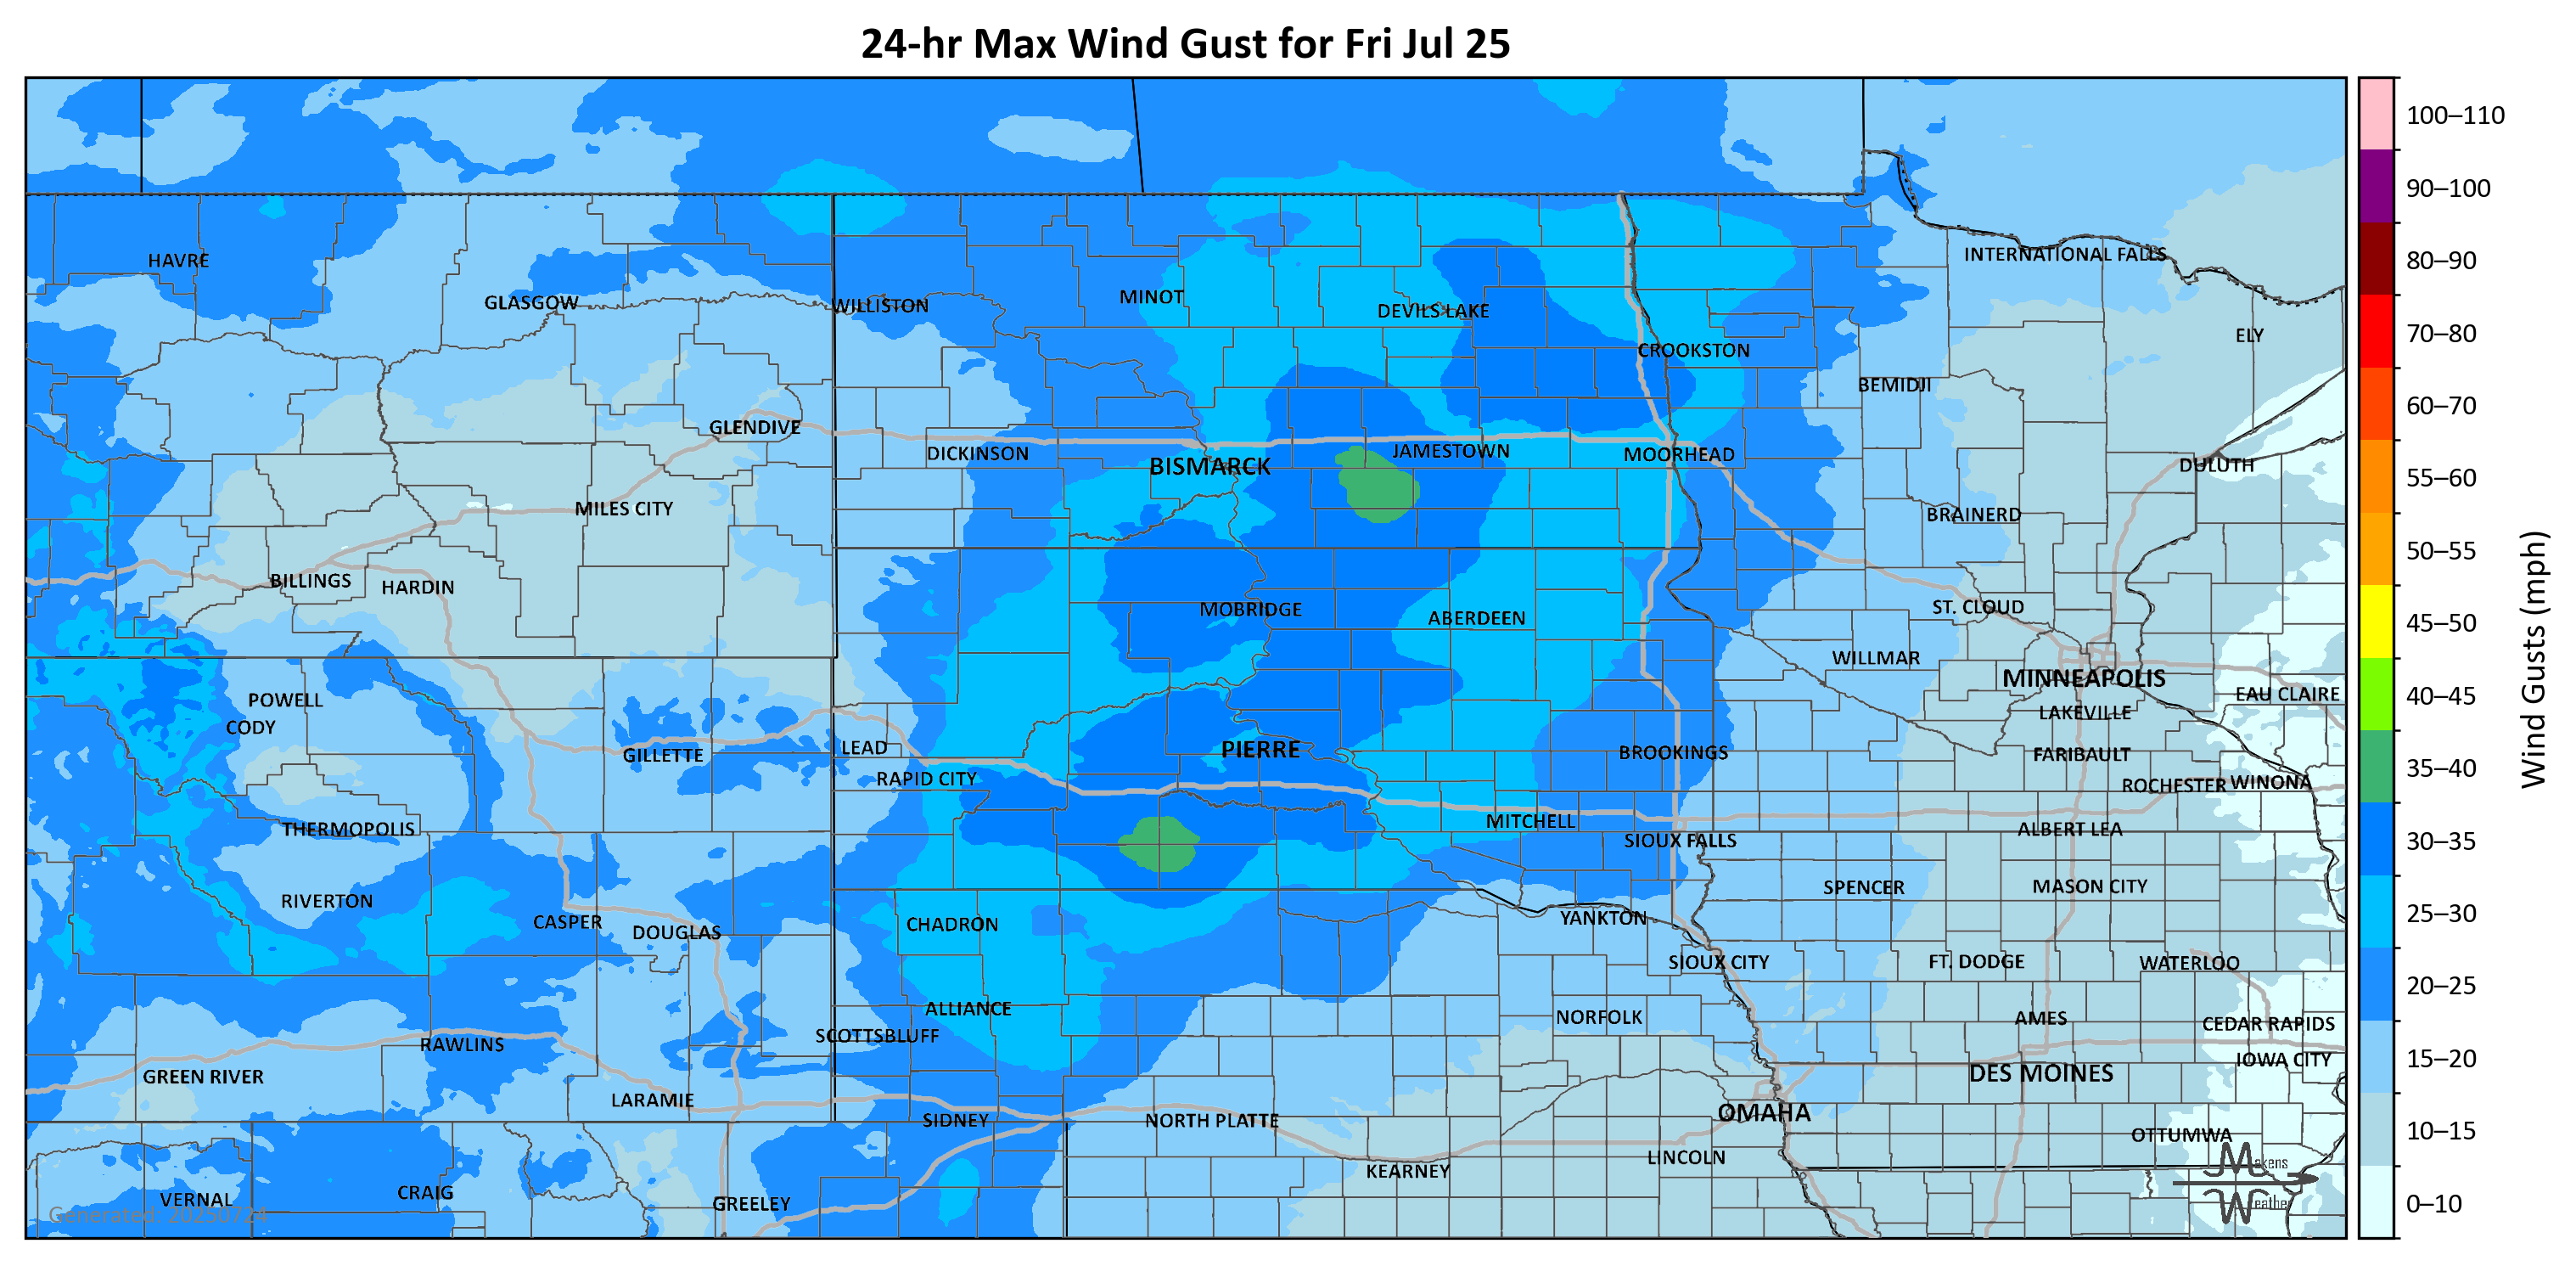 24-hr Max Wind Gust for Fri Jul 25
100–110
90–100
80–90
70–80
60–70
55–60
50–55
45–50
40–45
35–40
30–35
25–30
20–25
15–20
10–15
0–10
Wind Gusts (mph)
HAVRE
INTERNATIONAL FALLS
GLASGOW
WILLISTON
MINOT
DEVILS LAKE
ELY
CROOKSTON
BEMIDJI
GLENDIVE
DICKINSON
BISMARCK
JAMESTOWN
MOORHEAD
DULUTH
MILES CITY
BRAINERD
BILLINGS
HARDIN
MOBRIDGE
ABERDEEN
ST. CLOUD
WILLMAR
MINNEAPOLIS
EAU CLAIRE
POWELL
CODY
LAKEVILLE
GILLETTE
LEAD
PIERRE
BROOKINGS
FARIBAULT
RAPID CITY
ROCHESTER
WINONA
THERMOPOLIS
MITCHELL
SIOUX FALLS
ALBERT LEA
RIVERTON
SPENCER
MASON CITY
CASPER
DOUGLAS
CHADRON
YANKTON
SIOUX CITY
FT. DODGE
WATERLOO
ALLIANCE
NORFOLK
AMES
CEDAR RAPIDS
SCOTTSBLUFF
RAWLINS
IOWA CITY
GREEN RIVER
DES MOINES
LARAMIE
SIDNEY
NORTH PLATTE
OMAHA
OTTUMWA
KEARNEY
LINCOLN
VERNAL
CRAIG
GREELEY
Generated: 20250724
Makens
Weather